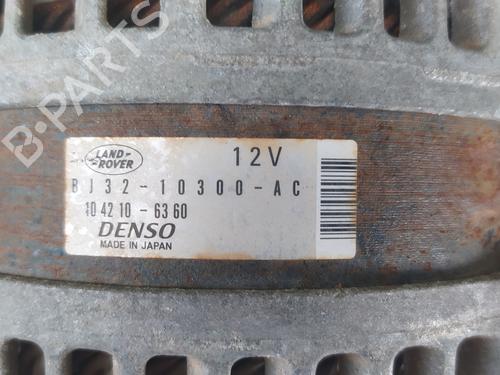 B-PARTS
LAND-
ROVER
12V
BJ32-10300-AC
104210-6360
DENSO
MADE IN JAPAN